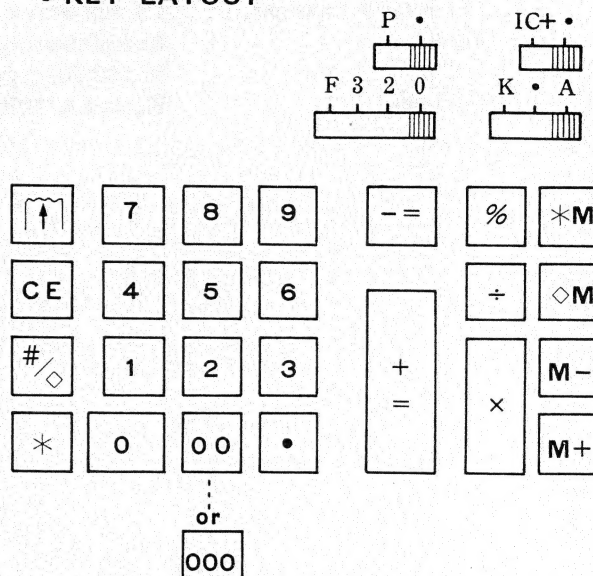 • KEY LAYOUT
P • IC+ •
F 3 2 0 K • A
↑ 7 8 9 −= % ∗M
CE 4 5 6 ÷ ◇M
#/◇ 1 2 3 += × M−
∗ 0 00 • M+
or
000